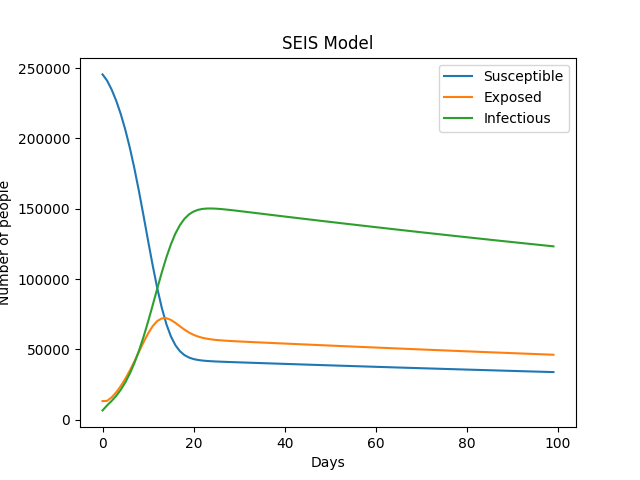 SEIS Model
Susceptible
Exposed
Infectious
Number of people
250000
200000
150000
100000
50000
0
0 20 40 60 80 100
Days